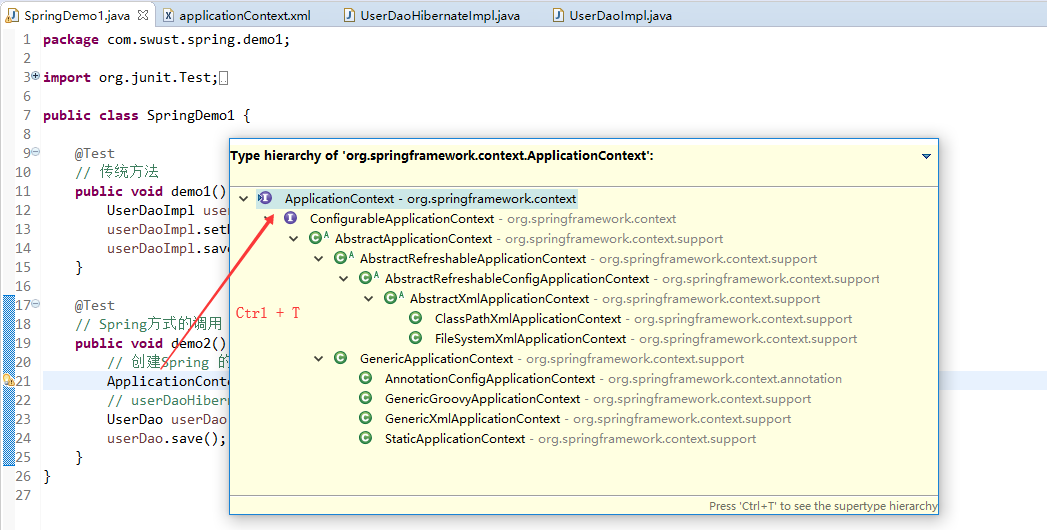 SpringDemo1.java applicationContext.xml UserDaoHibernateImpl.java UserDaoImpl.java
1 package com.swust.spring.demo1;
2
3 import org.junit.Test;
6
7 public class SpringDemo1 {
8
9 @Test
10 // 传统方法
11 public void demo1()
12 UserDaoImpl use
13 userDaoImpl.set
14 userDaoImpl.sav
15 }
16
17 @Test
18 // Spring方式的调用
19 public void demo2()
20 // 创建Spring 的
21 ApplicationCont
22 // userDaoHiber
23 UserDao userDao
24 userDao.save();
25 }
26 }
27
Type hierarchy of 'org.springframework.context.ApplicationContext':
ApplicationContext - org.springframework.context
ConfigurableApplicationContext - org.springframework.context
AbstractApplicationContext - org.springframework.context.support
AbstractRefreshableApplicationContext - org.springframework.context.support
AbstractRefreshableConfigApplicationContext - org.springframework.context.support
AbstractXmlApplicationContext - org.springframework.context.support
ClassPathXmlApplicationContext - org.springframework.context.support
FileSystemXmlApplicationContext - org.springframework.context.support
GenericApplicationContext - org.springframework.context.support
AnnotationConfigApplicationContext - org.springframework.context.annotation
GenericGroovyApplicationContext - org.springframework.context.support
GenericXmlApplicationContext - org.springframework.context.support
StaticApplicationContext - org.springframework.context.support
Ctrl + T
Press 'Ctrl+T' to see the supertype hierarchy